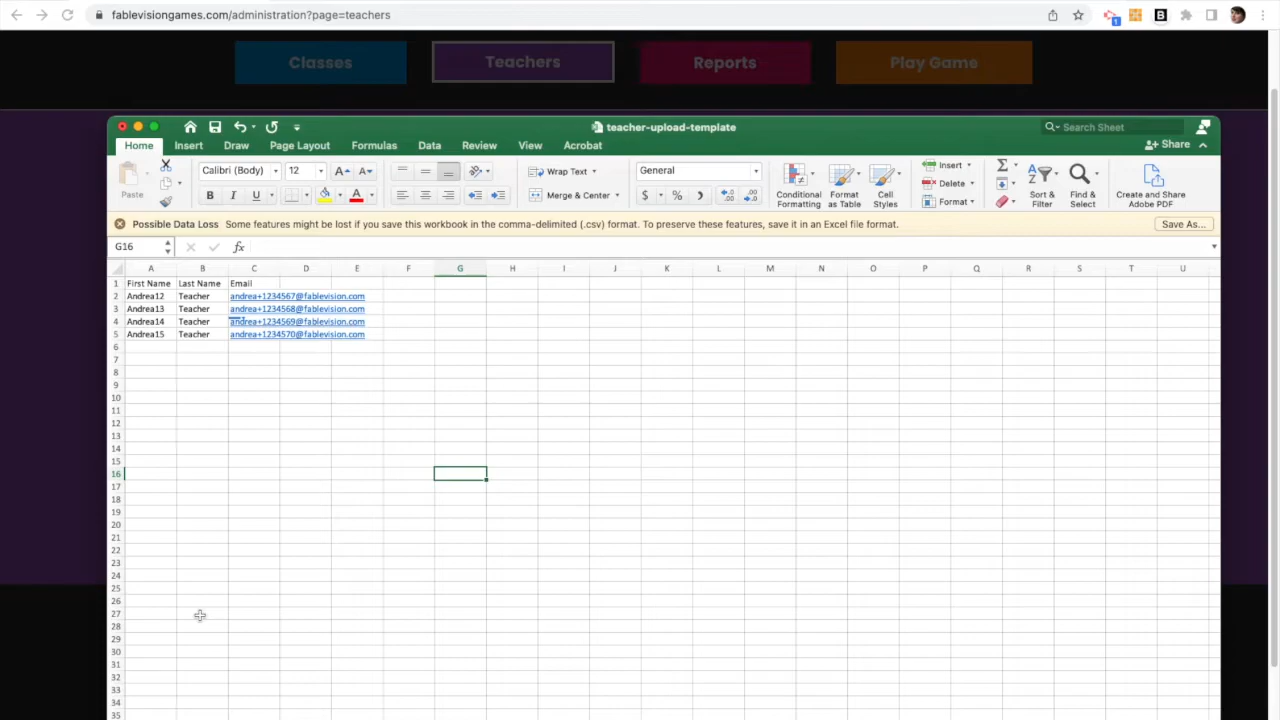 fablevisiongames.com/administration?page=teachers
1
B
Classes
Teachers
Reports
Play Game
teacher-upload-template
Search Sheet
Home
Insert
Draw
Page Layout
Formulas
Data
Review
View
Acrobat
Share
Paste
Calibri (Body)
12
A A
B I U A
Wrap Text
Merge & Center
General
$ % )
Conditional Formatting
Format as Table
Cell Styles
Insert
Delete
Format
Sort & Filter
Find & Select
Create and Share Adobe PDF
Possible Data Loss Some features might be lost if you save this workbook in the comma-delimited (.csv) format. To preserve these features, save it in an Excel file format.
Save As...
G16
fx
A B C D E F G H I J K L M N O P Q R S T U
1 First Name Last Name Email
2 Andrea12 Teacher andrea+1234567@fablevision.com
3 Andrea13 Teacher andrea+1234568@fablevision.com
4 Andrea14 Teacher andrea+1234569@fablevision.com
5 Andrea15 Teacher andrea+1234570@fablevision.com
6
7
8
9
10
11
12
13
14
15
16
17
18
19
20
21
22
23
24
25
26
27
28
29
30
31
32
33
34
35